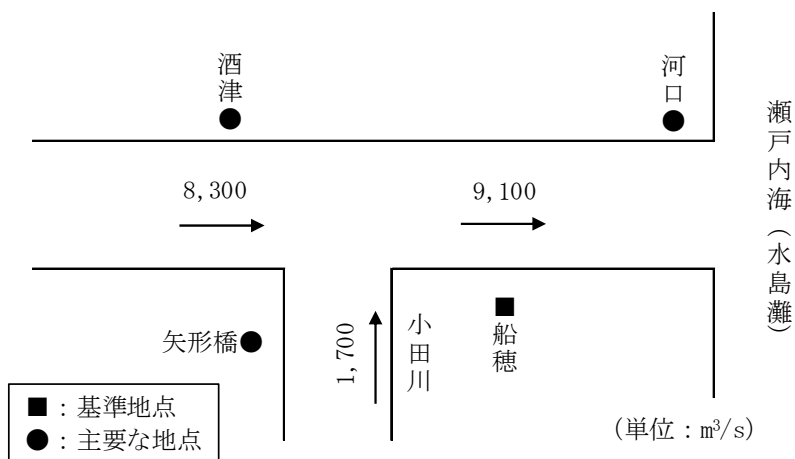 酒津
河口
瀬戸内海（水島灘）
8,300
9,100
矢形橋
1,700
小田川
船穂
■：基準地点
●：主要な地点
(単位：m³/s)